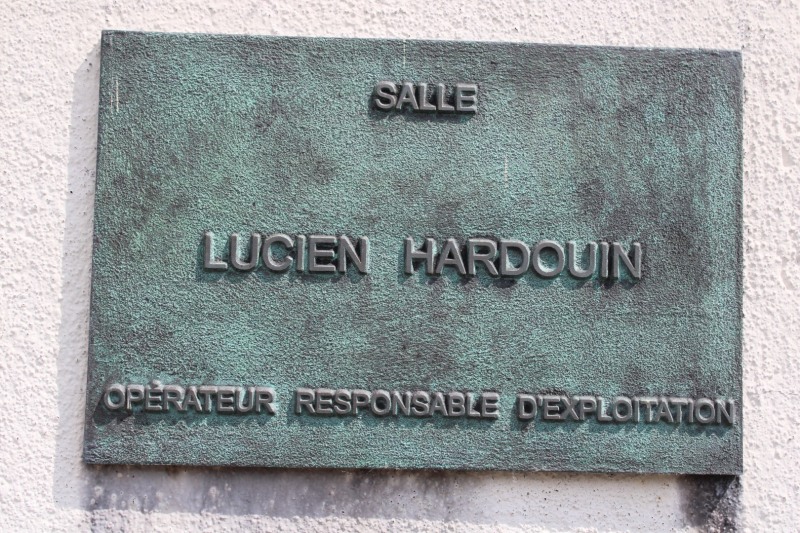 SALLE
LUCIEN HARDOUIN
OPÉRATEUR RESPONSABLE D'EXPLOITATION